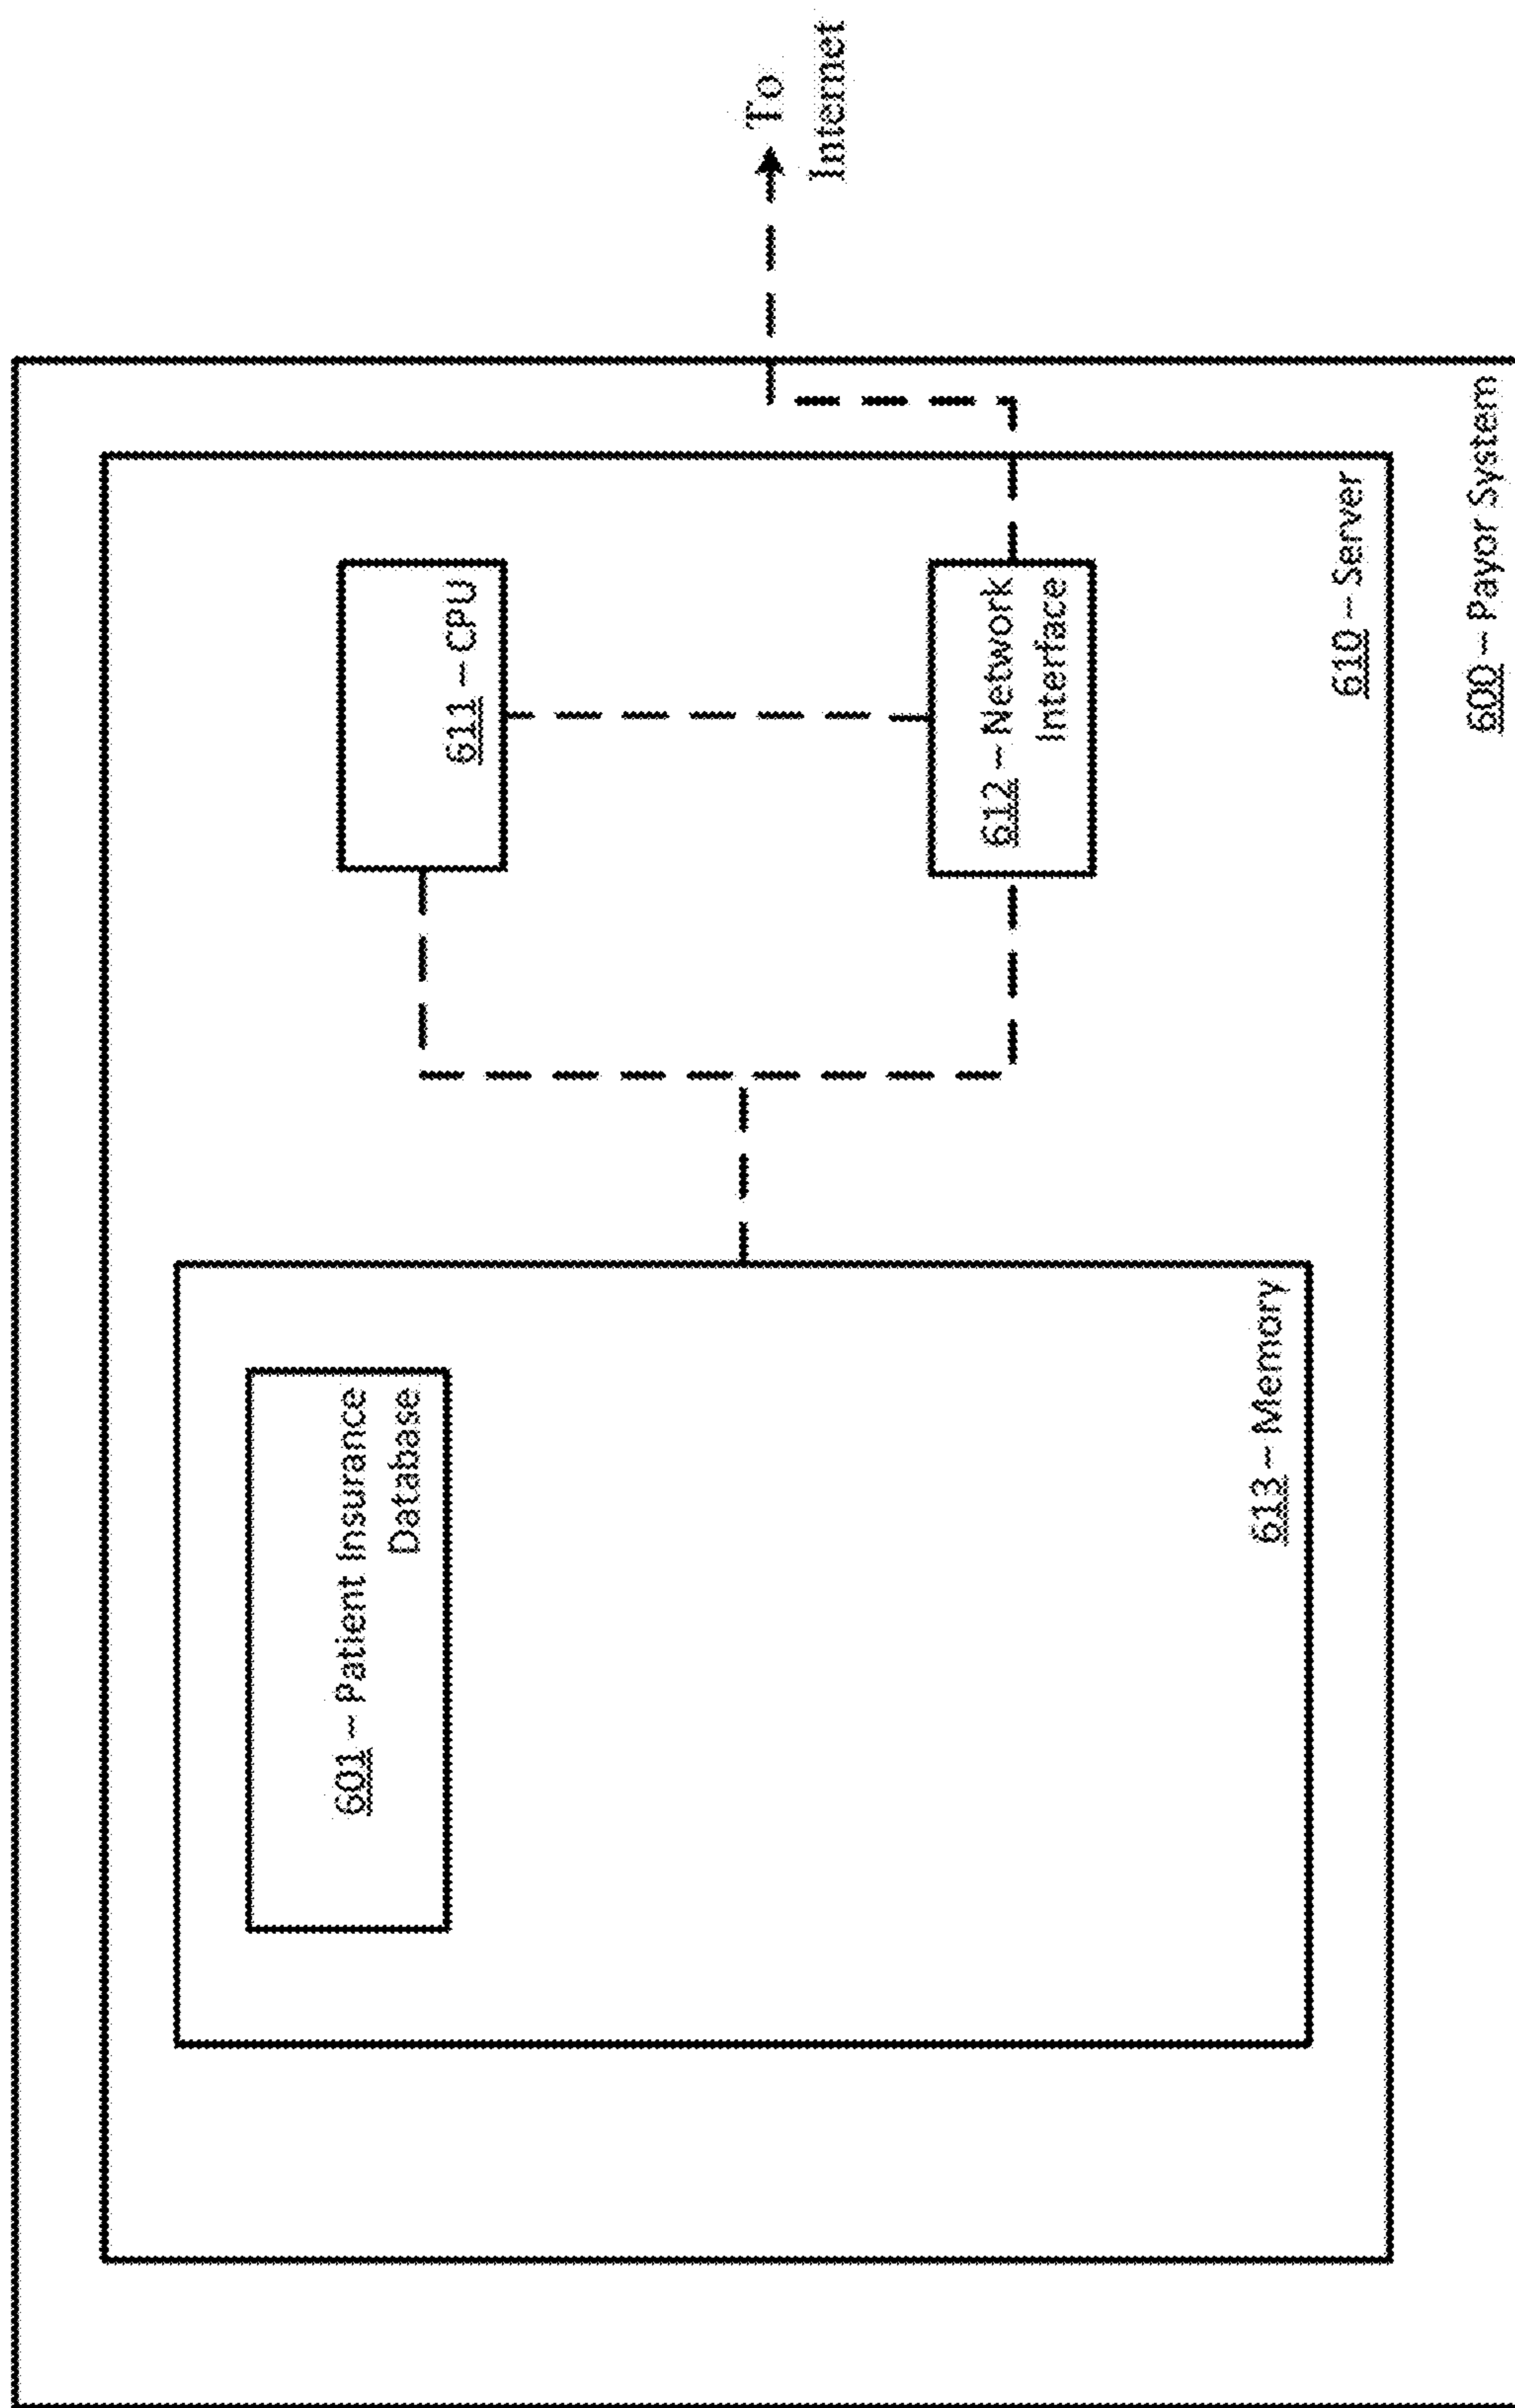 To
Internet
611 – CPU
612 – Network
Interface
601 – Patient Insurance
Database
613 – Memory
610 – Server
600 – Payor System